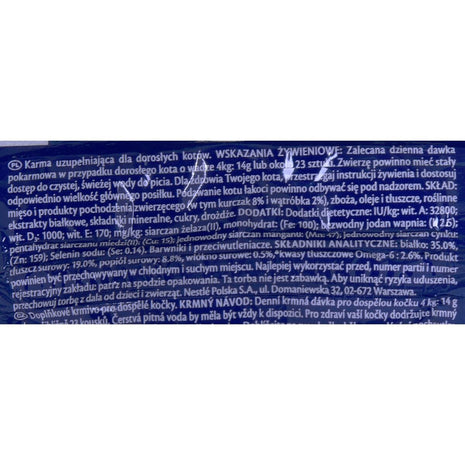 PL Karma uzupełniająca dla dorosłych kotów. WSKAZANIA ŻYWIENIOWE: Zalecana dzienna dawka
pokarmowa w przypadku dorosłego kota o wadze 4kg: 14g lub około 23 sztuk. Zwierzę powinno mieć stały
dostęp do czystej, świeżej wody do picia. Dla zdrowia Twojego kota, przestrzegaj instrukcji żywienia i dostosuj
odpowiednio wielkość głównego posiłku. Podawanie kotu łakoci powinno odbywać się pod nadzorem. SKŁAD:
mięso i produkty pochodzenia zwierzęcego (w tym kurczak 8% i wątróbka 2%), zboża, oleje i tłuszcze, roślinne
ekstrakty białkowe, składniki mineralne, cukry, drożdże. DODATKI: Dodatki dietetyczne: IU/kg: wit. A: 32800;
wit. D₃: 1000; wit. E: 170; mg/kg: siarczan żelaza(II), monohydrat: (Fe: 100); bezwodny jodan wapnia: (I: 2.6);
pentahydrat siarczanu miedzi(II): (Cu: 15); jednowodny siarczan manganu: (Mn: 47); jednowodny siarczan cynku:
(Zn: 159); Selenin sodu: (Se: 0.14). Barwniki i przeciwutleniacze. SKŁADNIKI ANALITYCZNE: białko: 35.0%,
tłuszcz surowy: 19.0%, popiół surowy: 8.8%, włókno surowe: 0.5%, kwasy tłuszczowe Omega-6: 2.6%. Produkt
powinien być przechowywany w chłodnym i suchym miejscu. Najlepiej wykorzystać przed, numer partii i numer
rejestracyjny zakładu: patrz na spodzie opakowania. Ta torba nie jest zabawką. Aby uniknąć ryzyka uduszenia,
przechowuj torbę z dala od dzieci i zwierząt. Nestlé Polska S.A., ul. Domaniewska 32, 02-672 Warszawa.
Doplňkové krmivo pro dospělé kočky. KRMNÝ NÁVOD: Denní krmná dávka pro dospělou kočku 4 kg: 14 g
23 kousků. Čerstvá pitná voda by měla být vždy k dispozici. Pro zdraví vaší kočky dodržujte krmný